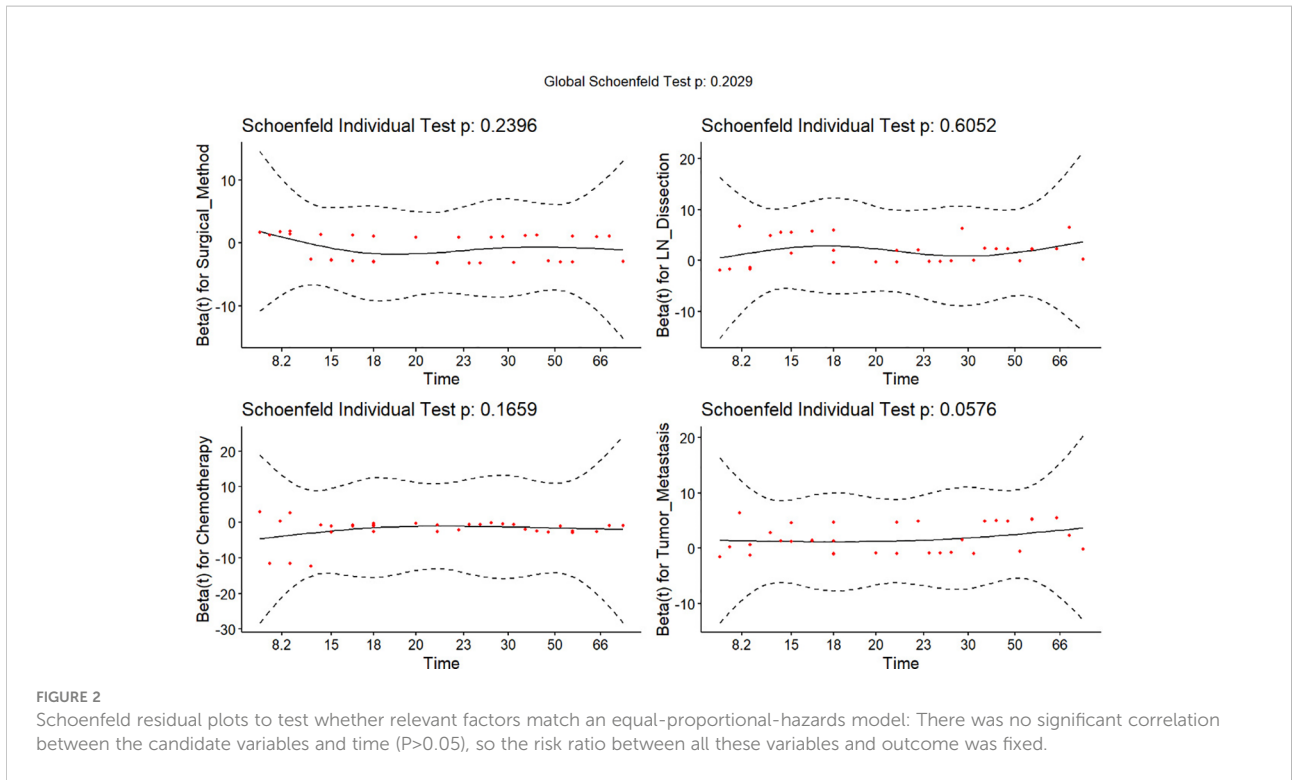 Global Schoenfeld Test p: 0.2029
Schoenfeld Individual Test p: 0.2396
Beta(t) for Surgical_Method
10
0
-10
8.2 15 18 20 23 30 50 66
Time
Schoenfeld Individual Test p: 0.6052
Beta(t) for LN_Dissection
20
10
0
-10
8.2 15 18 20 23 30 50 66
Time
Schoenfeld Individual Test p: 0.1659
Beta(t) for Chemotherapy
20
10
0
-10
-20
-30
8.2 15 18 20 23 30 50 66
Time
Schoenfeld Individual Test p: 0.0576
Beta(t) for Tumor_Metastasis
20
10
0
-10
8.2 15 18 20 23 30 50 66
Time
FIGURE 2
Schoenfeld residual plots to test whether relevant factors match an equal-proportional-hazards model: There was no significant correlation
between the candidate variables and time (P>0.05), so the risk ratio between all these variables and outcome was fixed.